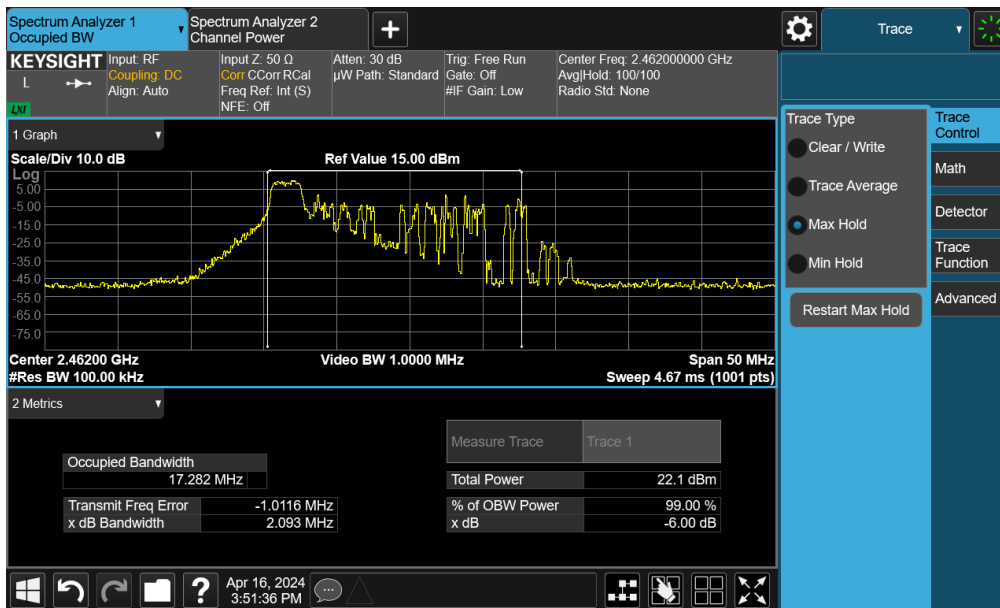 Spectrum Analyzer 1
Occupied BW
Spectrum Analyzer 2
Channel Power
Trace
KEYSIGHT
L
LXI
Input: RF
Coupling: DC
Align: Auto
Input Z: 50 Ω
Corr CCorr RCal
Freq Ref: Int (S)
NFE: Off
Atten: 30 dB
µW Path: Standard
Trig: Free Run
Gate: Off
#IF Gain: Low
Center Freq: 2.462000000 GHz
Avg|Hold: 100/100
Radio Std: None
1 Graph
Scale/Div 10.0 dB
Ref Value 15.00 dBm
Log
5.00
-5.00
-15.0
-25.0
-35.0
-45.0
-55.0
-65.0
-75.0
Center 2.46200 GHz
Video BW 1.0000 MHz
Span 50 MHz
#Res BW 100.00 kHz
Sweep 4.67 ms (1001 pts)
2 Metrics
Measure Trace
Trace 1
Occupied Bandwidth
17.282 MHz
Total Power
22.1 dBm
Transmit Freq Error
-1.0116 MHz
% of OBW Power
99.00 %
x dB Bandwidth
2.093 MHz
x dB
-6.00 dB
Trace Type
Clear / Write
Trace Average
Max Hold
Min Hold
Restart Max Hold
Trace
Control
Math
Detector
Trace
Function
Advanced
?
Apr 16, 2024
3:51:36 PM